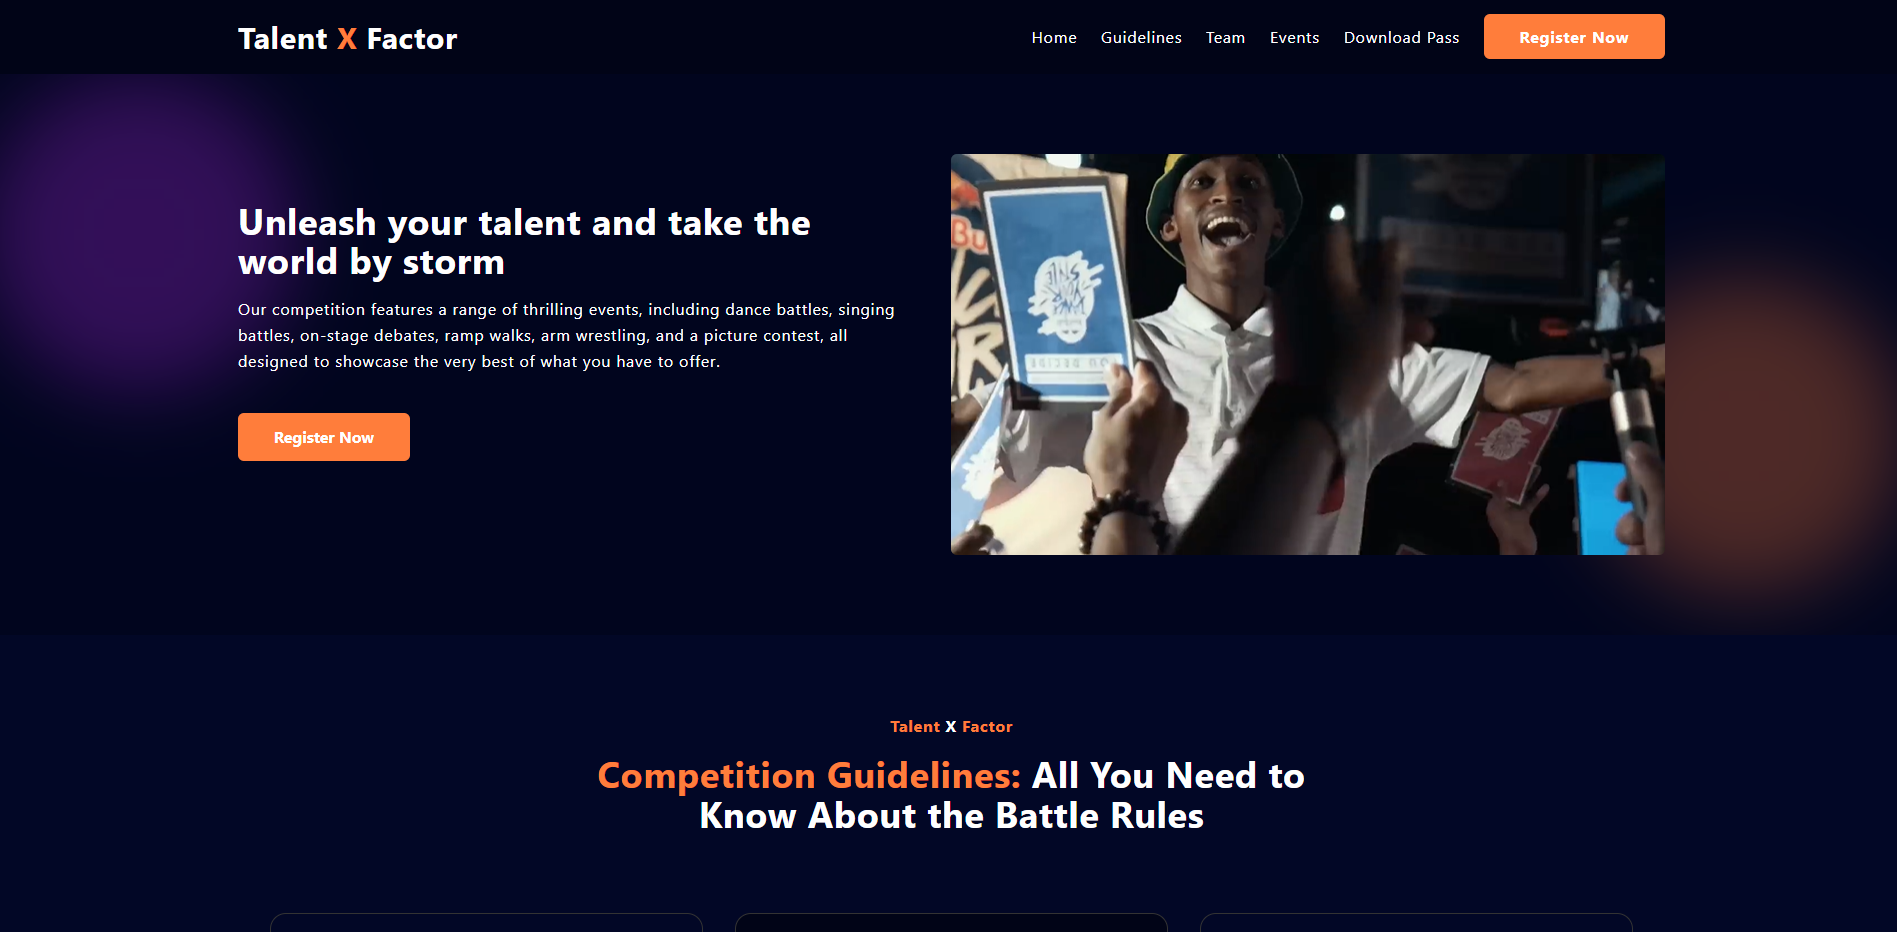 Talent X Factor
Home Guidelines Team Events Download Pass Register Now
Unleash your talent and take the
world by storm
Our competition features a range of thrilling events, including dance battles, singing
battles, on-stage debates, ramp walks, arm wrestling, and a picture contest, all
designed to showcase the very best of what you have to offer.
Register Now
Talent X Factor
Competition Guidelines: All You Need to
Know About the Battle Rules